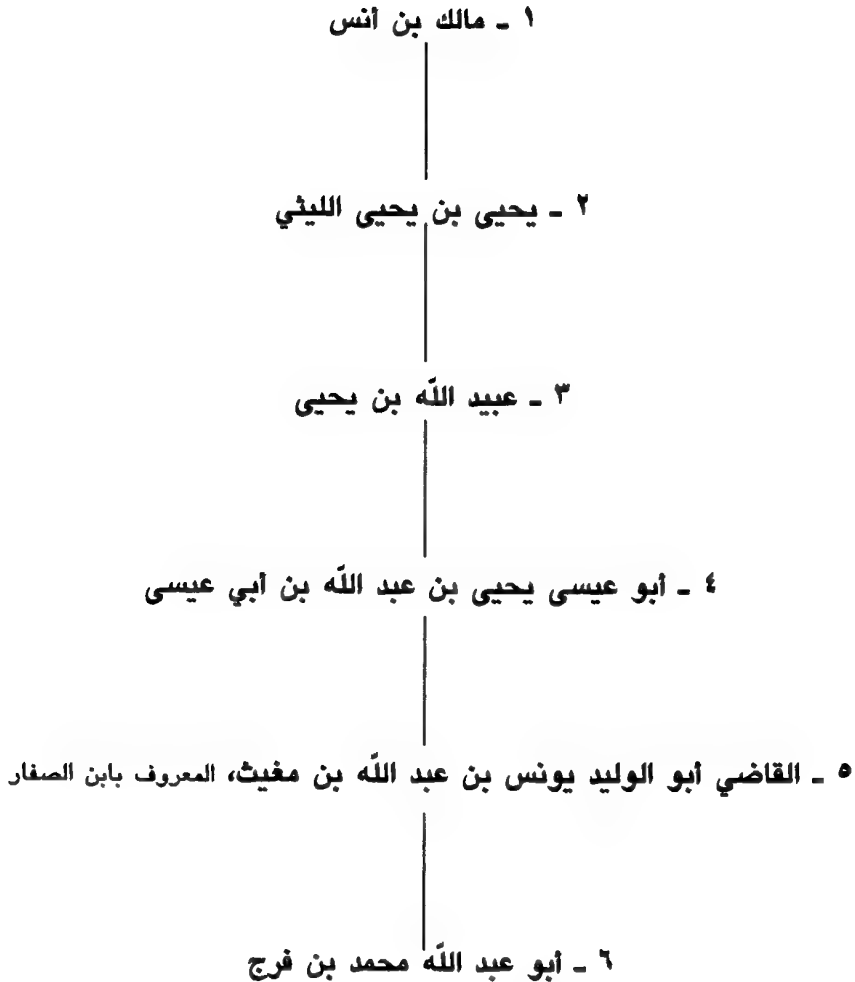 ١ ـ مالك بن أنس
٢ ـ يحيى بن يحيى الليثي
٣ ـ عبيد اللّه بن يحيى
٤ ـ أبو عيسى يحيى بن عبد اللّه بن أبي عيسى
٥ ـ القاضي أبو الوليد يونس بن عبد اللّه بن مغيث، المعروف بابن الصفار
٦ ـ أبو عبد اللّه محمد بن فرج